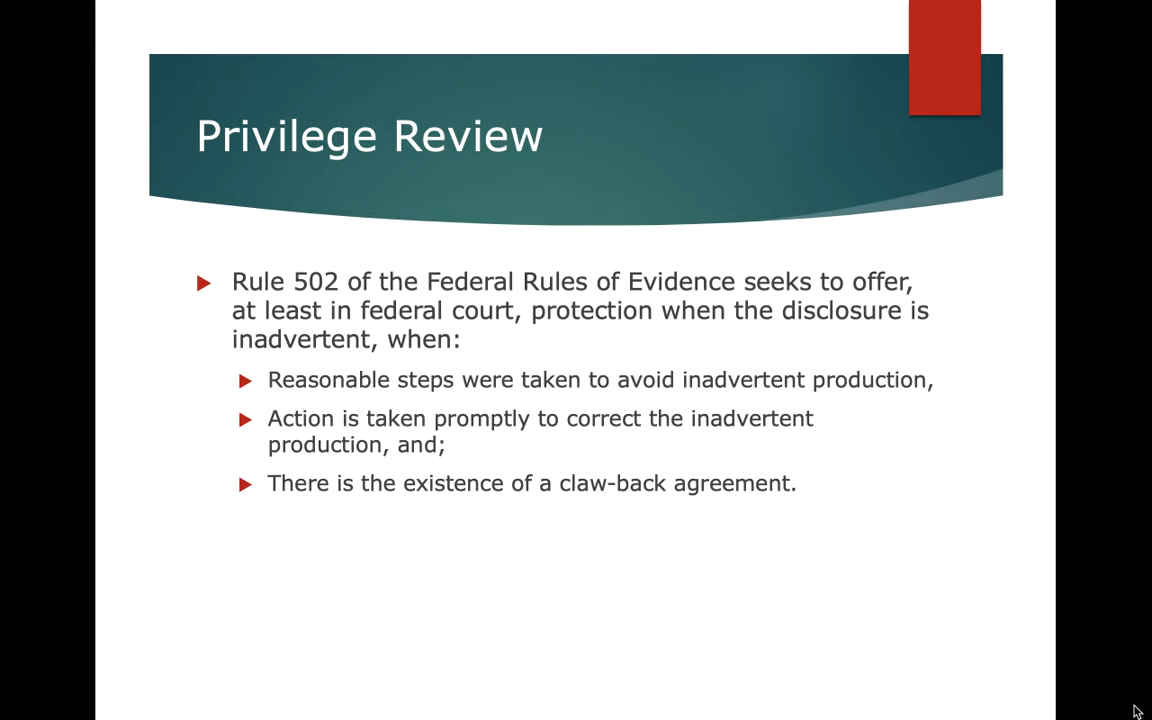 Privilege Review
Rule 502 of the Federal Rules of Evidence seeks to offer,
at least in federal court, protection when the disclosure is
inadvertent, when:
Reasonable steps were taken to avoid inadvertent production,
Action is taken promptly to correct the inadvertent
production, and;
There is the existence of a claw-back agreement.